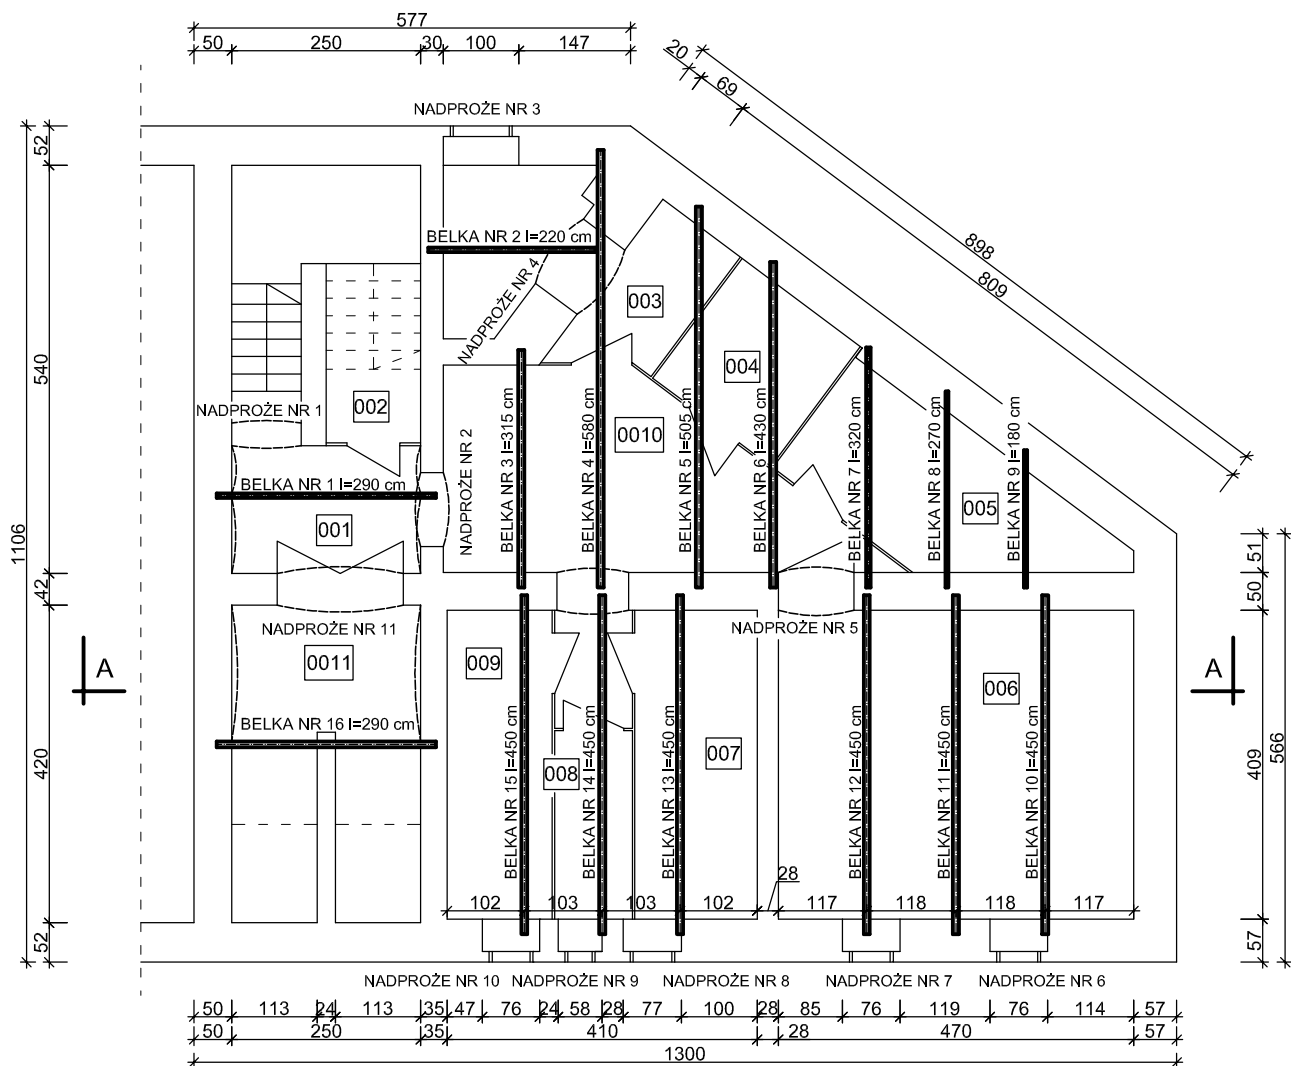 577
50 250 30 100 147
20
69
898
809
NADPROŻE NR 3
52
540
1106
42
420
52
BELKA NR 2 l=220 cm
NADPROŻE NR 4
003
004
002
NADPROŻE NR 1
0010
NADPROŻE NR 2
BELKA NR 3 l=315 cm
BELKA NR 4 l=580 cm
BELKA NR 5 l=505 cm
BELKA NR 6 l=430 cm
BELKA NR 7 l=320 cm
BELKA NR 8 l=270 cm
BELKA NR 9 l=180 cm
BELKA NR 1 l=290 cm
001
005
51
50
409
566
57
NADPROŻE NR 11
NADPROŻE NR 5
0011
009
006
A
A
BELKA NR 16 l=290 cm
007
008
BELKA NR 15 l=450 cm
BELKA NR 14 l=450 cm
BELKA NR 13 l=450 cm
BELKA NR 12 l=450 cm
BELKA NR 11 l=450 cm
BELKA NR 10 l=450 cm
28
102 103 103 102 117 118 118 117
NADPROŻE NR 10 NADPROŻE NR 9 NADPROŻE NR 8 NADPROŻE NR 7 NADPROŻE NR 6
50 113 24 113 35 47 76 24 58 28 77 100 28 85 76 119 76 114 57
50 250 35 410 28 470 57
1300